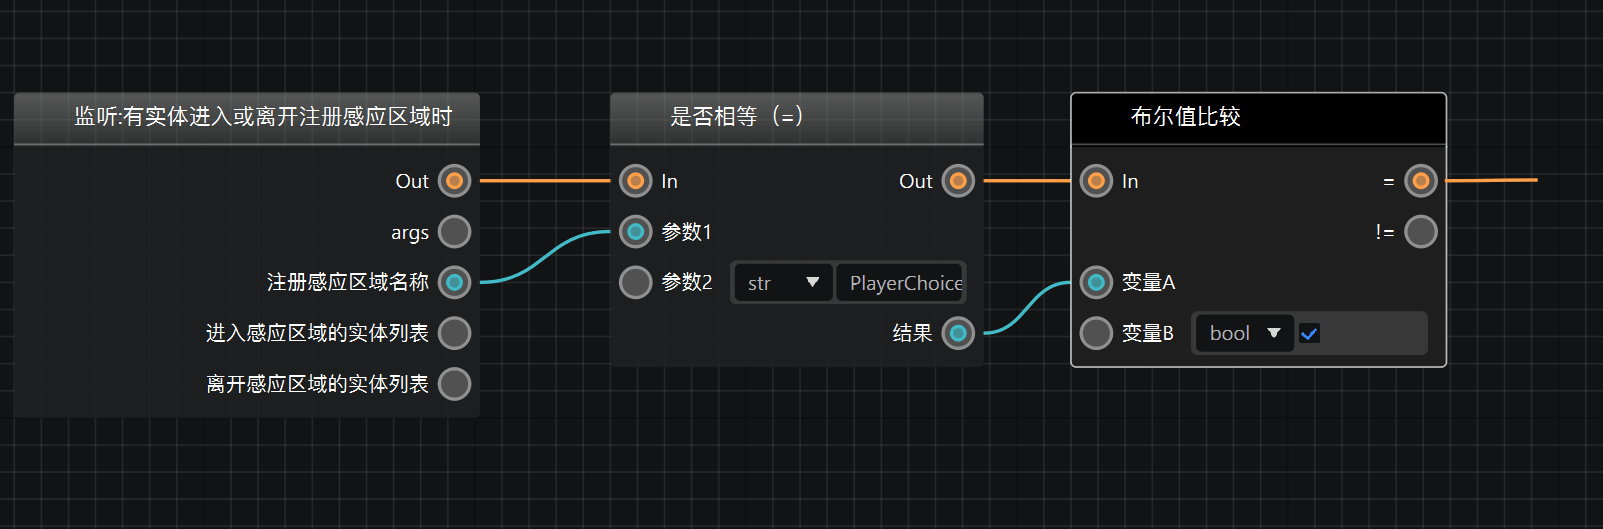 监听:有实体进入或离开注册感应区域时
Out
args
注册感应区域名称
进入感应区域的实体列表
离开感应区域的实体列表
是否相等（=）
In
Out
参数1
参数2
str
PlayerChoice
结果
布尔值比较
In
=
!=
变量A
变量B
bool